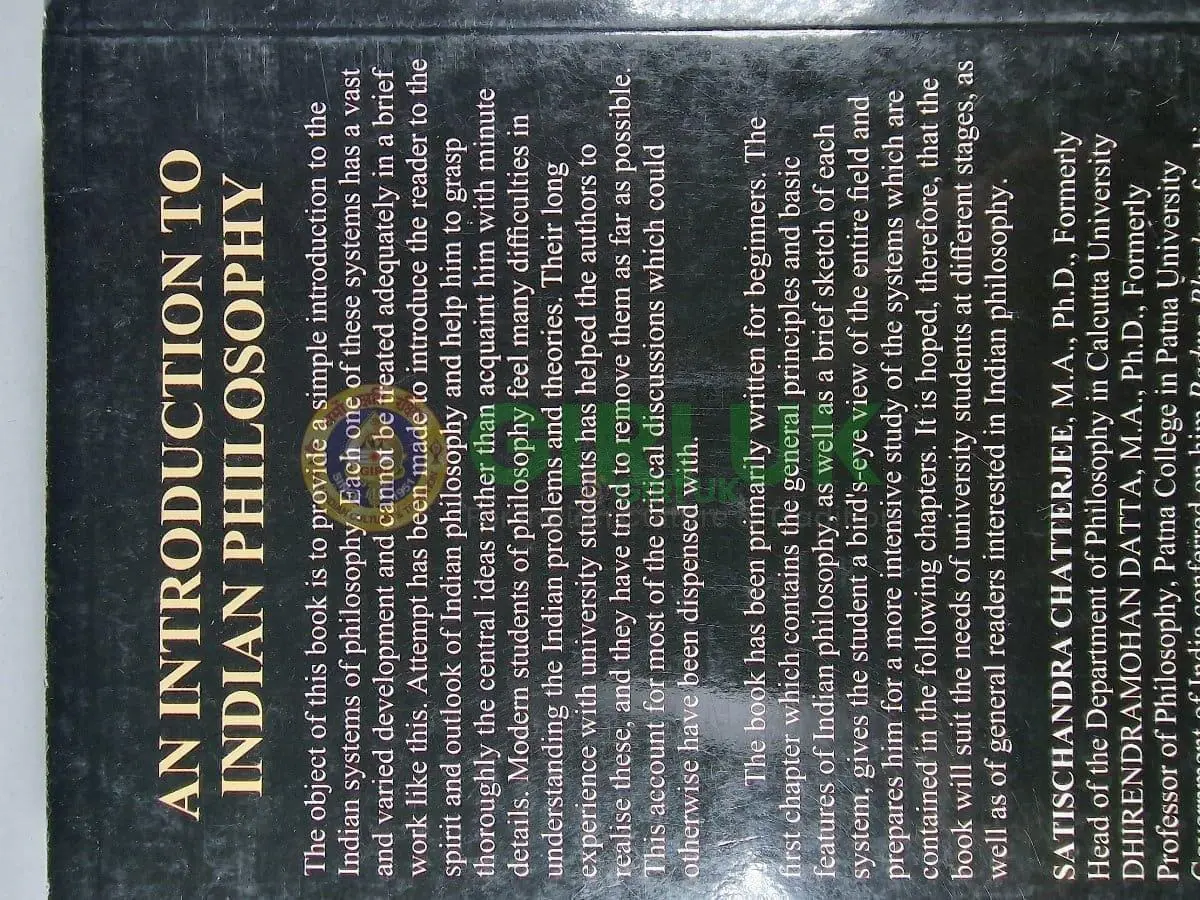 AN INTRODUCTION TO
INDIAN PHILOSOPHY
The object of this book is to provide a simple introduction to the
Indian systems of philosophy. Each one of these systems has a vast
and varied development and cannot be treated adequately in a brief
work like this. Attempt has been made to introduce the reader to the
spirit and outlook of Indian philosophy and help him to grasp
thoroughly the central ideas rather than acquaint him with minute
details. Modern students of philosophy feel many difficulties in
understanding the Indian problems and theories. Their long
experience with university students has helped the authors to
realise these, and they have tried to remove them as far as possible.
This account for most of the critical discussions which could
otherwise have been dispensed with.
The book has been primarily written for beginners. The
first chapter which contains the general principles and basic
features of Indian philosophy, as well as a brief sketch of each
system, gives the student a bird's-eye view of the entire field and
prepares him for a more intensive study of the systems which are
contained in the following chapters. It is hoped, therefore, that the
book will suit the needs of university students at different stages, as
well as of general readers interested in Indian philosophy.
SATISCHANDRA CHATTERJEE, M.A., Ph.D., Formerly
Head of the Department of Philosophy in Calcutta University
DHIRENDRAMOHAN DATTA, M.A., Ph.D., Formerly
Professor of Philosophy, Patna College in Patna University
GIRI UK
GIRI UK